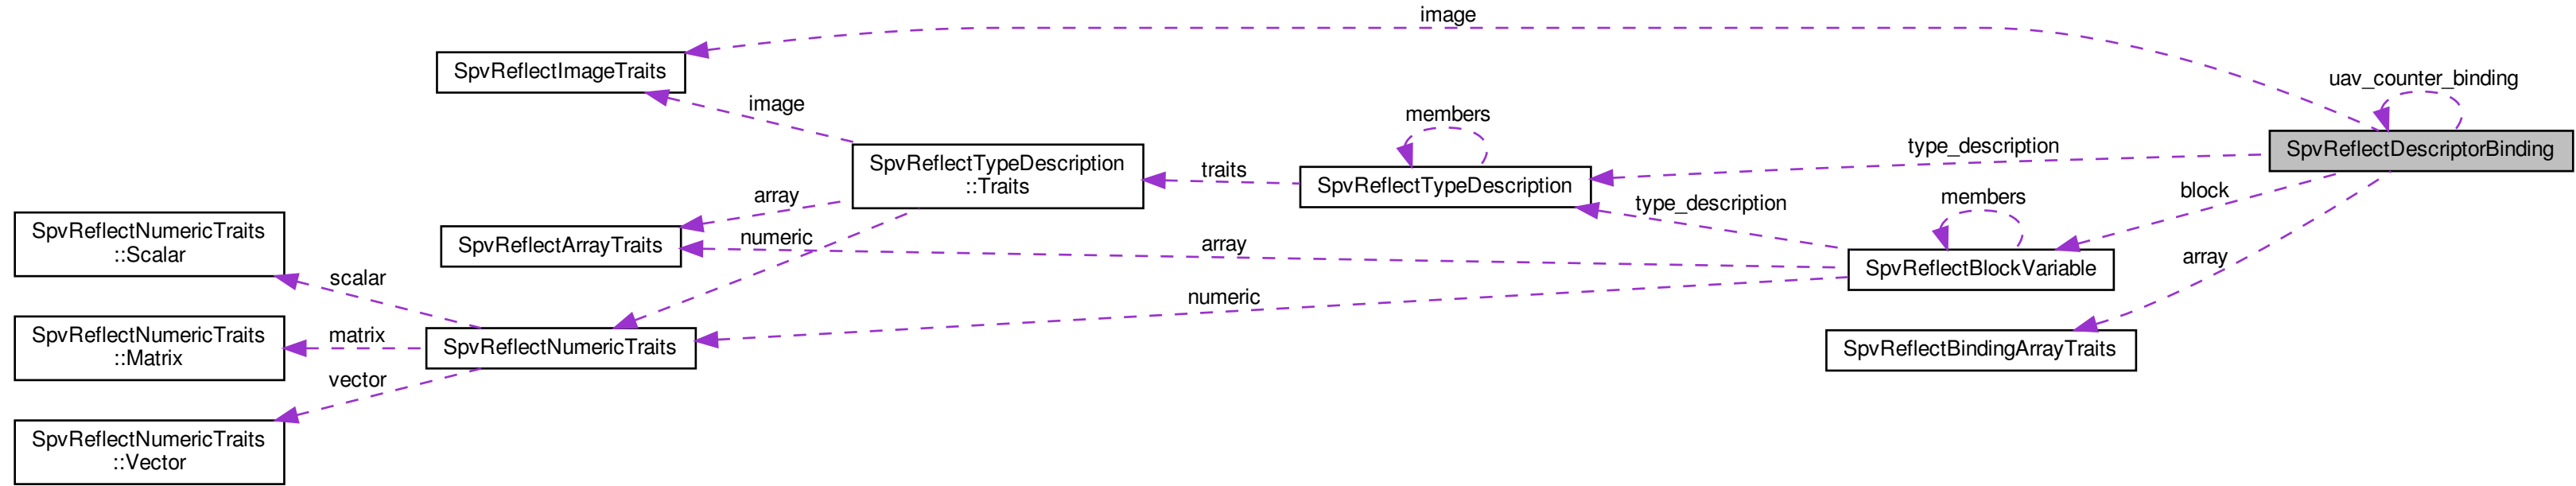 image
SpvReflectImageTraits
uav_counter_binding
image
members
type_description
SpvReflectDescriptorBinding
SpvReflectTypeDescription
::Traits
traits
SpvReflectTypeDescription
block
array
type_description
members
SpvReflectNumericTraits
::Scalar
SpvReflectArrayTraits
numeric
array
array
SpvReflectBlockVariable
scalar
numeric
SpvReflectNumericTraits
::Matrix
matrix
SpvReflectNumericTraits
SpvReflectBindingArrayTraits
vector
SpvReflectNumericTraits
::Vector